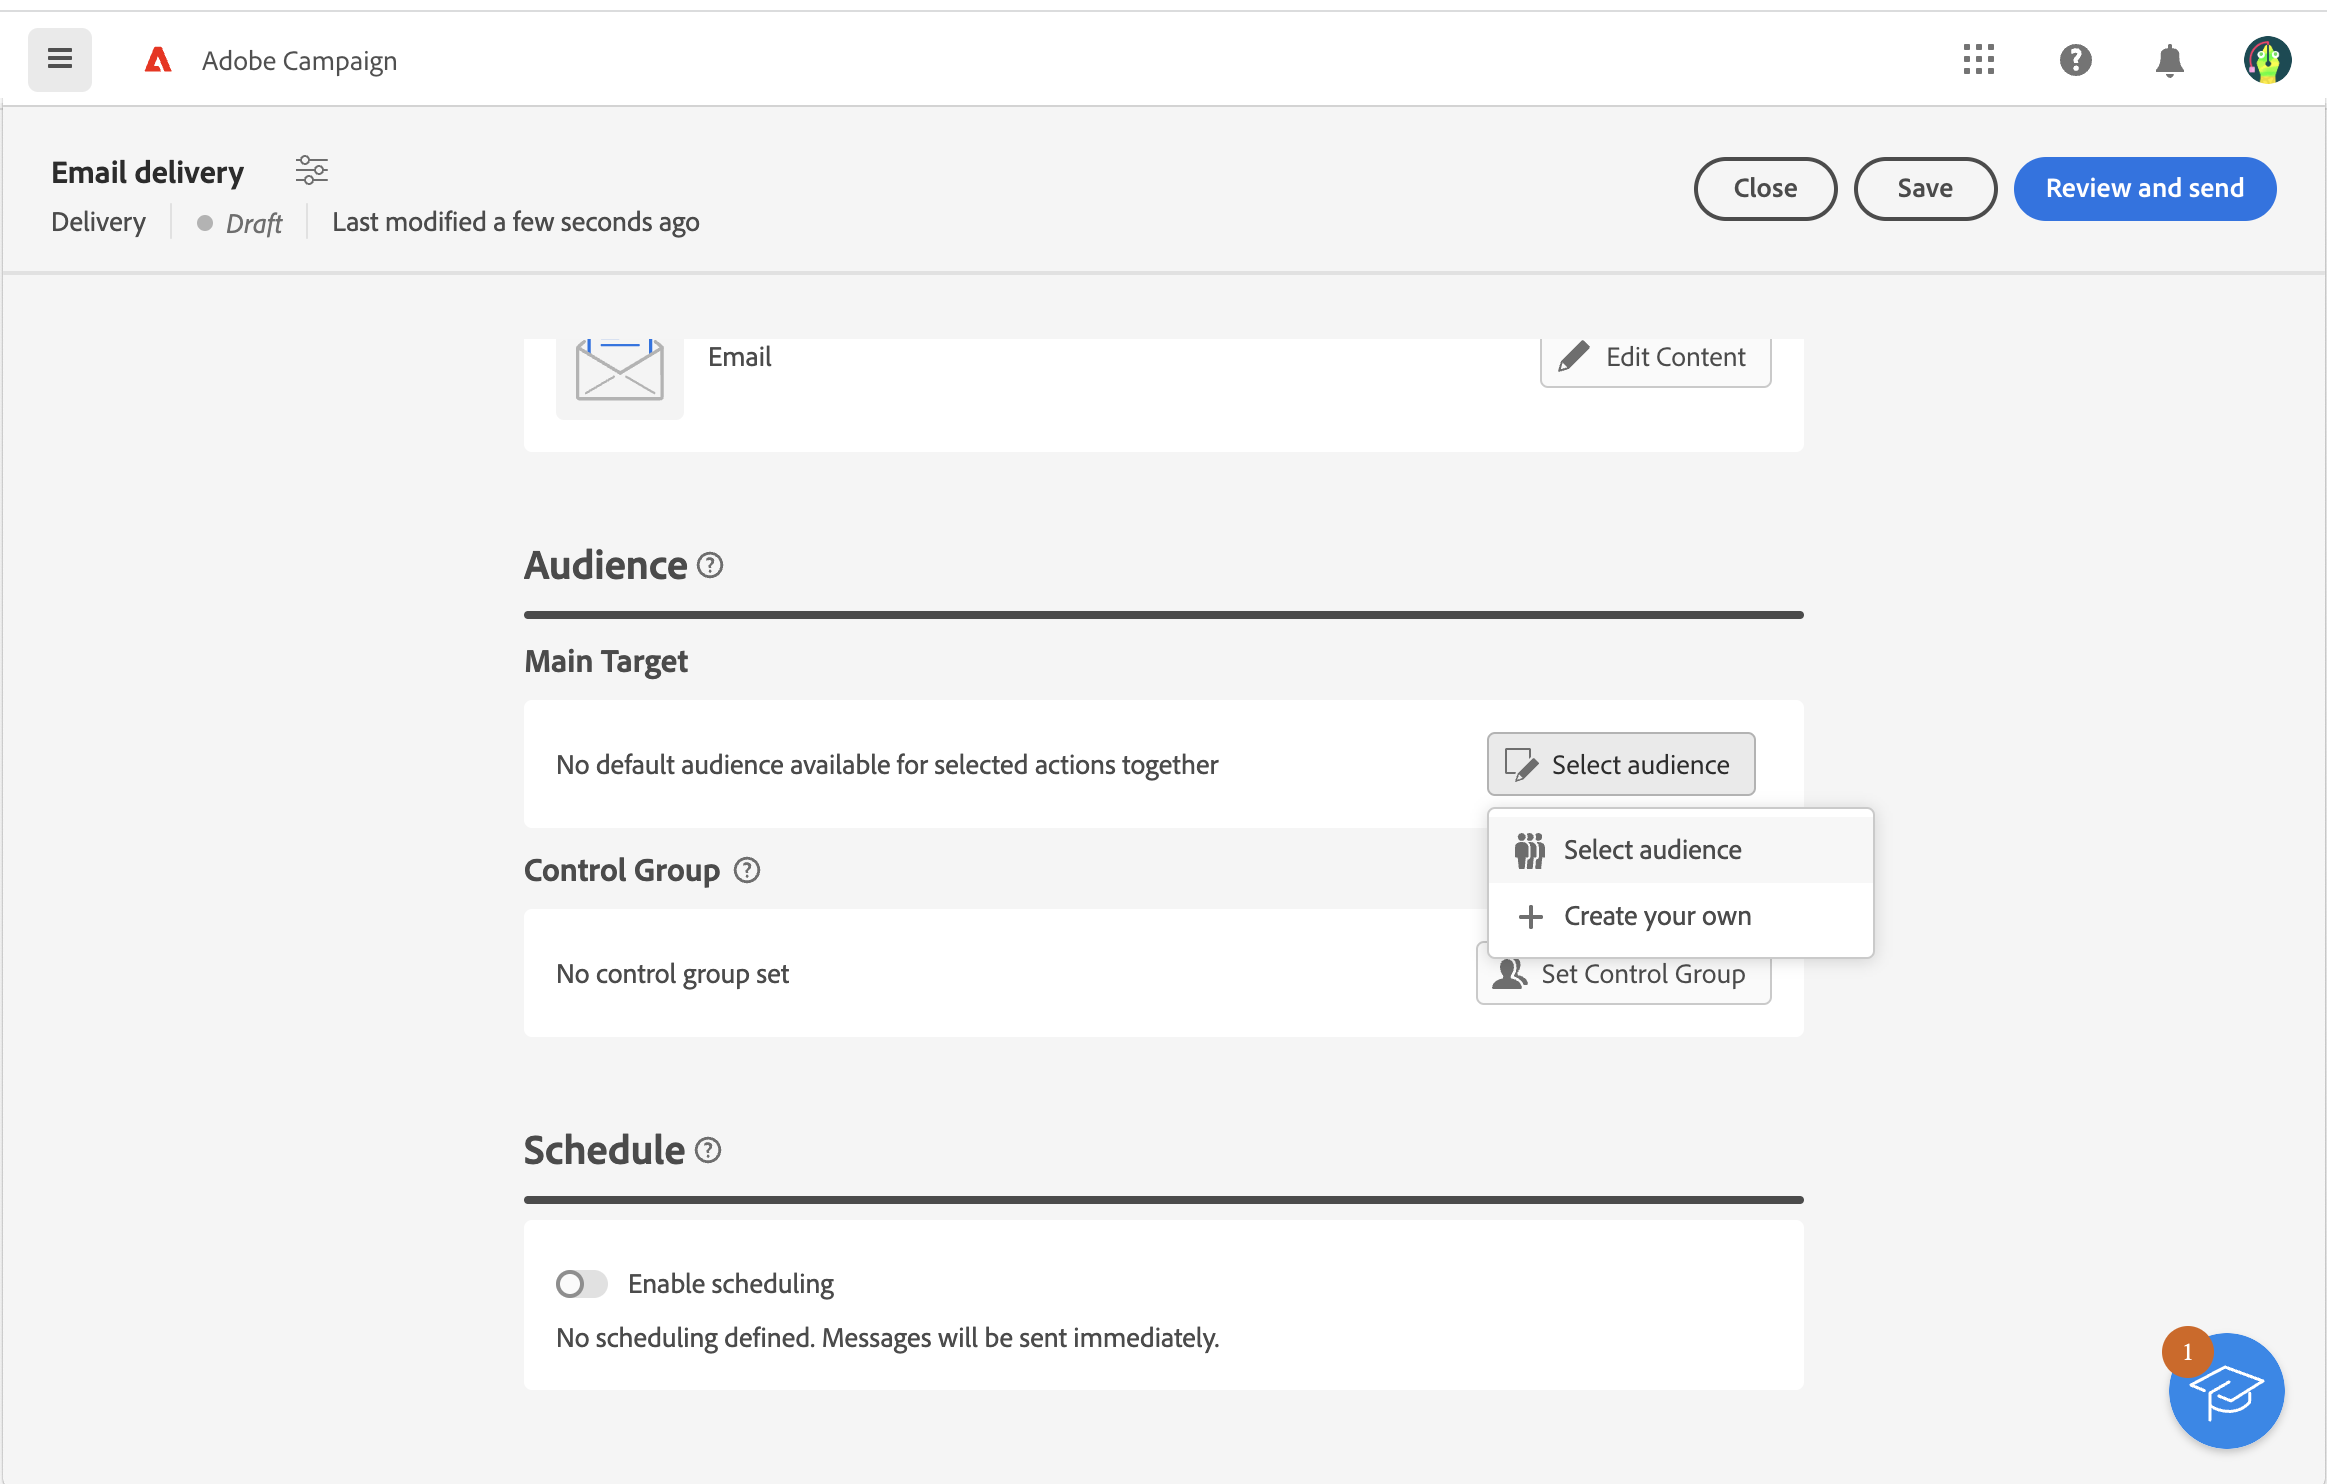 Adobe Campaign
Email delivery
Delivery
Draft
Last modified a few seconds ago
Close
Save
Review and send
Email
Edit Content
Audience
Main Target
No default audience available for selected actions together
Select audience
Select audience
Create your own
Control Group
No control group set
Set Control Group
Schedule
Enable scheduling
No scheduling defined. Messages will be sent immediately.
1